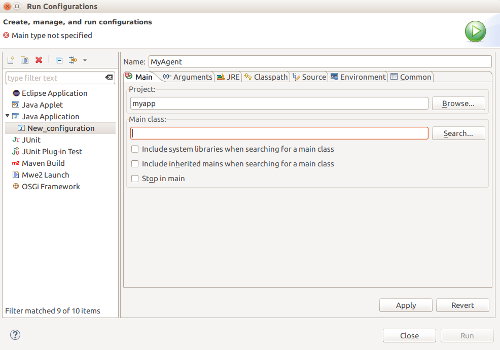 Run Configurations
Create, manage, and run configurations
Main type not specified
type filter text
Eclipse Application
Java Applet
Java Application
New_configuration
JUnit
JUnit Plug-in Test
m2 Maven Build
Mwe2 Launch
OSGi Framework
Filter matched 9 of 10 items
Name: MyAgent
Main Arguments JRE Classpath Source Environment Common
Project:
myapp Browse...
Main class:
Search...
Include system libraries when searching for a main class
Include inherited mains when searching for a main class
Stop in main
Apply Revert
? Close Run